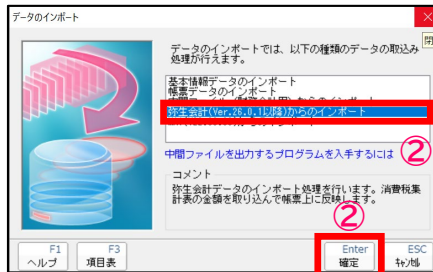 データのインポート
閉
データのインポートでは、以下の種類のデータの取込み
処理が行えます。
基本情報データのインポート
帳票データのインポート
弥生会計(Ver.26.0.1以降)からのインポート
中間ファイルを出力するプログラムを入手するには
②
コメント
弥生会計データのインポート処理を行います。消費税集
計表の金額を取り込んで帳票上に反映します。
②
F1
ヘルプ
F3
項目表
Enter
確定
ESC
ｷｬﾝｾﾙ